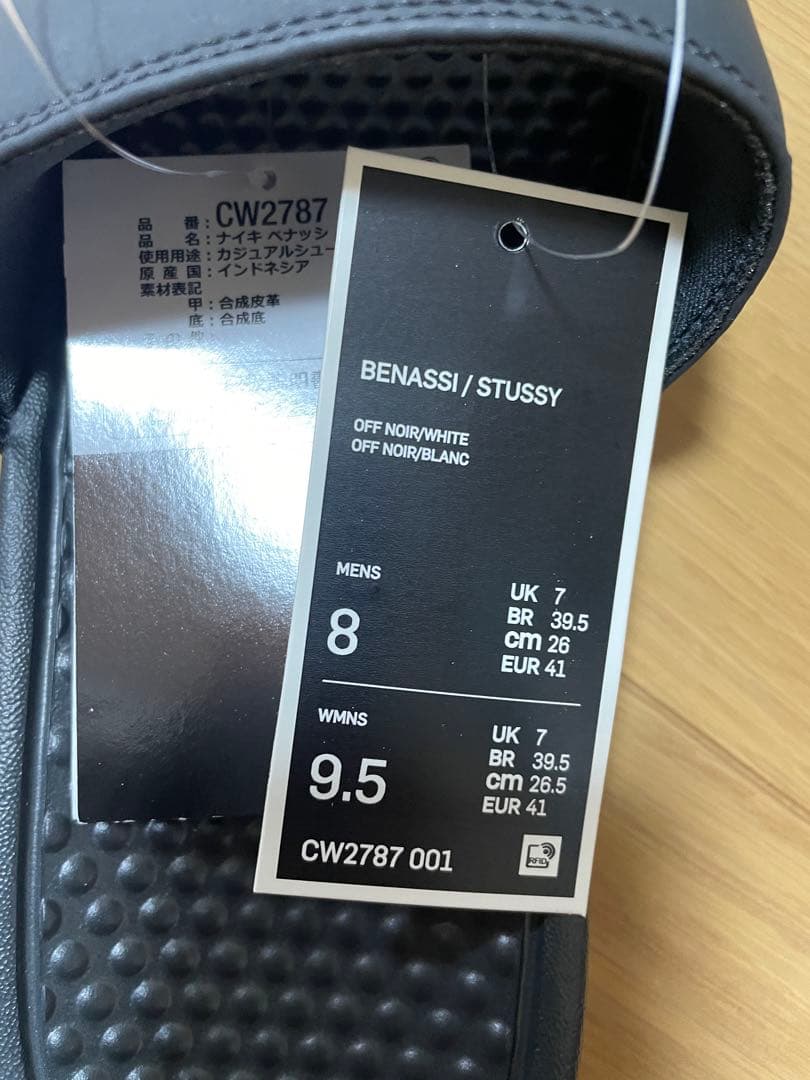 品 番：CW2787
品 名：ナイキ ベナッシ
使用用途：カジュアルシュー
原 産 国：インドネシア
素材表記
甲：合成皮革
底：合成底
その他
BENASSI / STUSSY
OFF NOIR/WHITE
OFF NOIR/BLANC
MENS
8
UK 7
BR 39.5
cm 26
EUR 41
WMNS
9.5
UK 7
BR 39.5
cm 26.5
EUR 41
CW2787 001
RFID